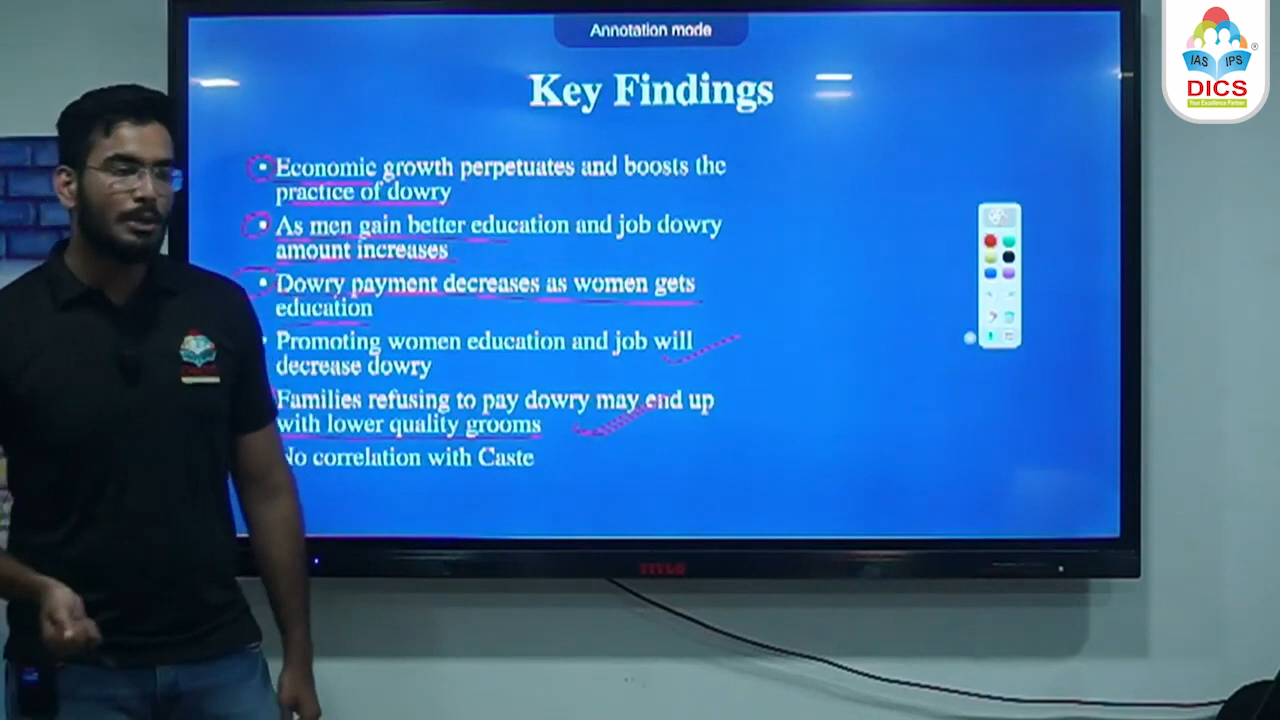 Annotation mode
Key Findings
• Economic growth perpetuates and boosts the
practice of dowry
• As men gain better education and job dowry
amount increases
• Dowry payment decreases as women gets
education
• Promoting women education and job will
decrease dowry
Families refusing to pay dowry may end up
with lower quality grooms
No correlation with Caste
IAS IPS
®
DICS
Your Excellence Partner